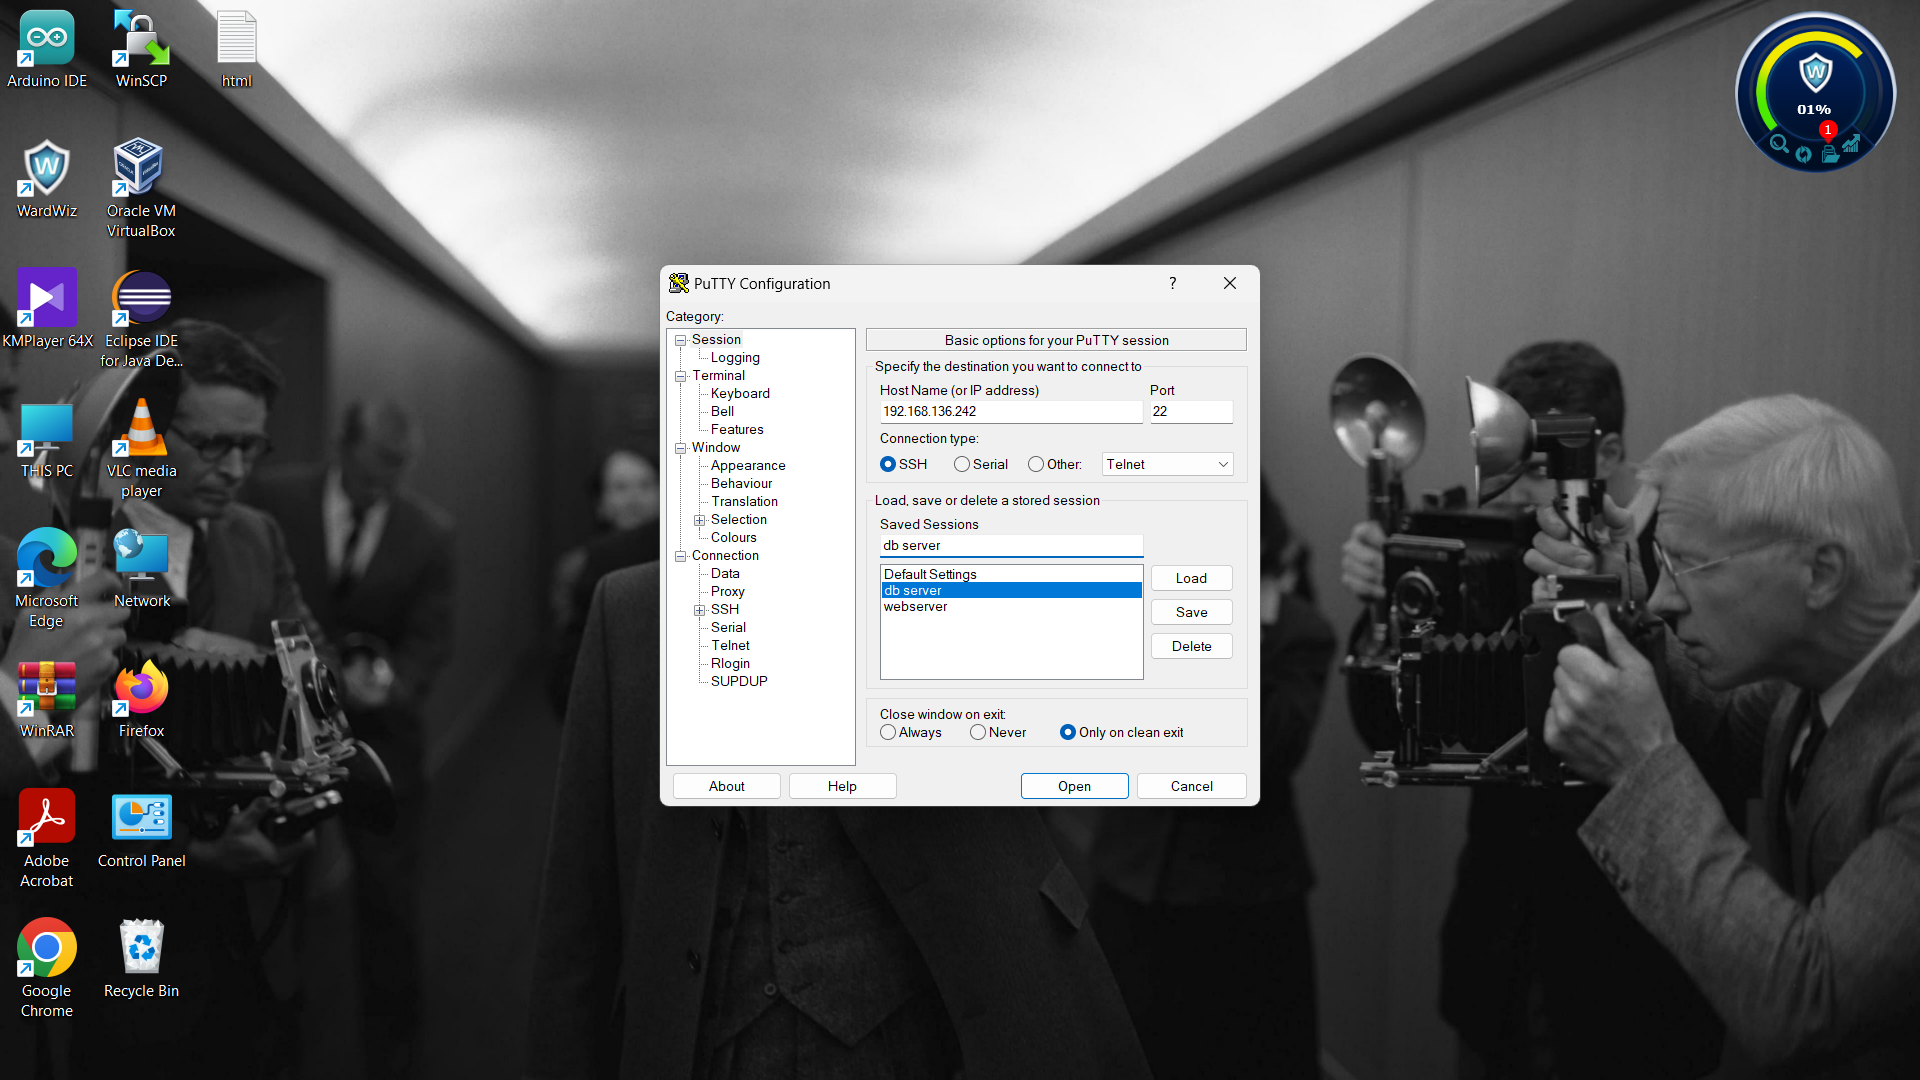 Arduino IDE
WinSCP
html
WardWiz
Oracle VM
VirtualBox
KMPlayer 64X
Eclipse IDE
for Java De...
THIS PC
VLC media
player
Microsoft
Edge
Network
WinRAR
Firefox
Adobe
Acrobat
Control Panel
Google
Chrome
Recycle Bin
W
01%
1
PuTTY Configuration
?
Category:
Session
Logging
Terminal
Keyboard
Bell
Features
Window
Appearance
Behaviour
Translation
Selection
Colours
Connection
Data
Proxy
SSH
Serial
Telnet
Rlogin
SUPDUP
Basic options for your PuTTY session
Specify the destination you want to connect to
Host Name (or IP address) Port
192.168.136.242 22
Connection type:
SSH Serial Other: Telnet
Load, save or delete a stored session
Saved Sessions
db server
Default Settings
db server
webserver
Load
Save
Delete
Close window on exit:
Always Never Only on clean exit
About Help Open Cancel